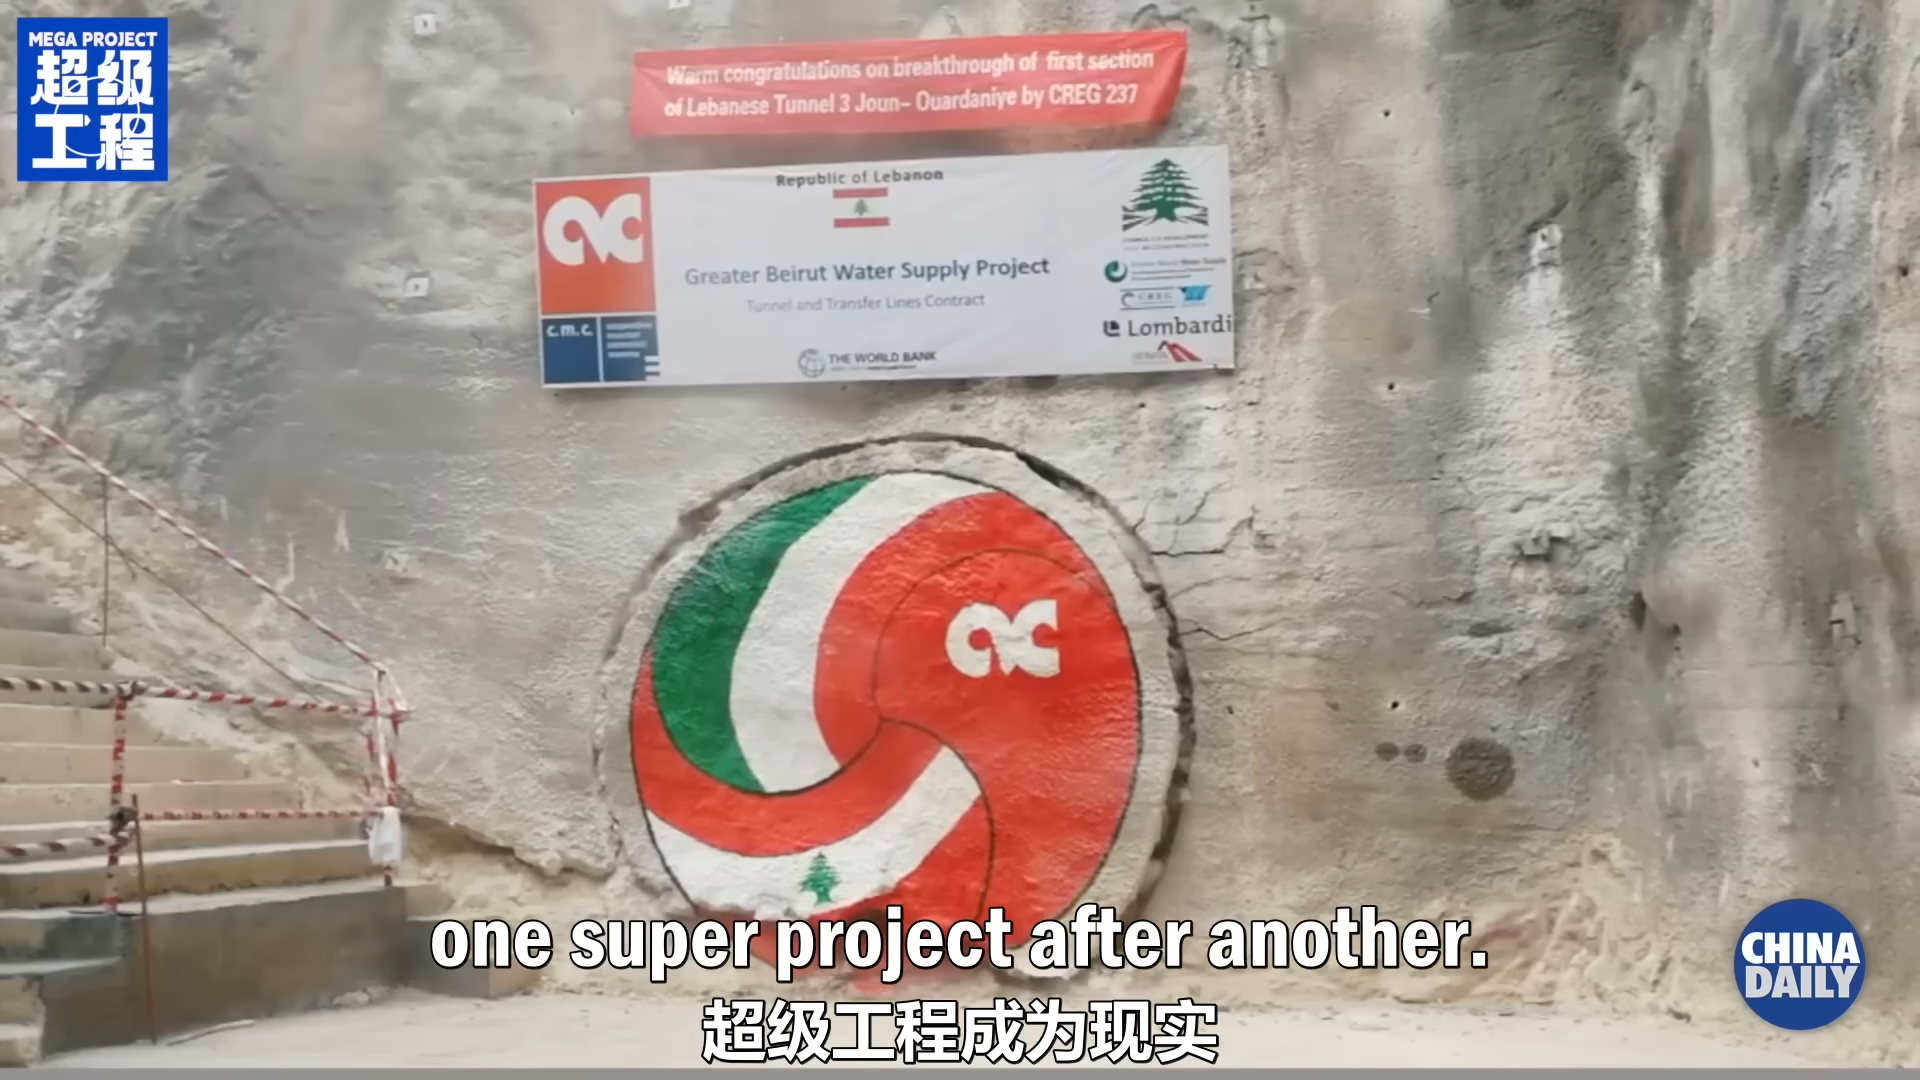 MEGA PROJECT
超级
工程
Warm congratulations on breakthrough of first section
of Lebanese Tunnel 3 Joun- Ouardaniye by CREG 237
Republic of Lebanon
Greater Beirut Water Supply Project
Tunnel and Transfer Lines Contract
c.m.c.
THE WORLD BANK
CREG
Lombardi
one super project after another.
超级工程成为现实
CHINA
DAILY